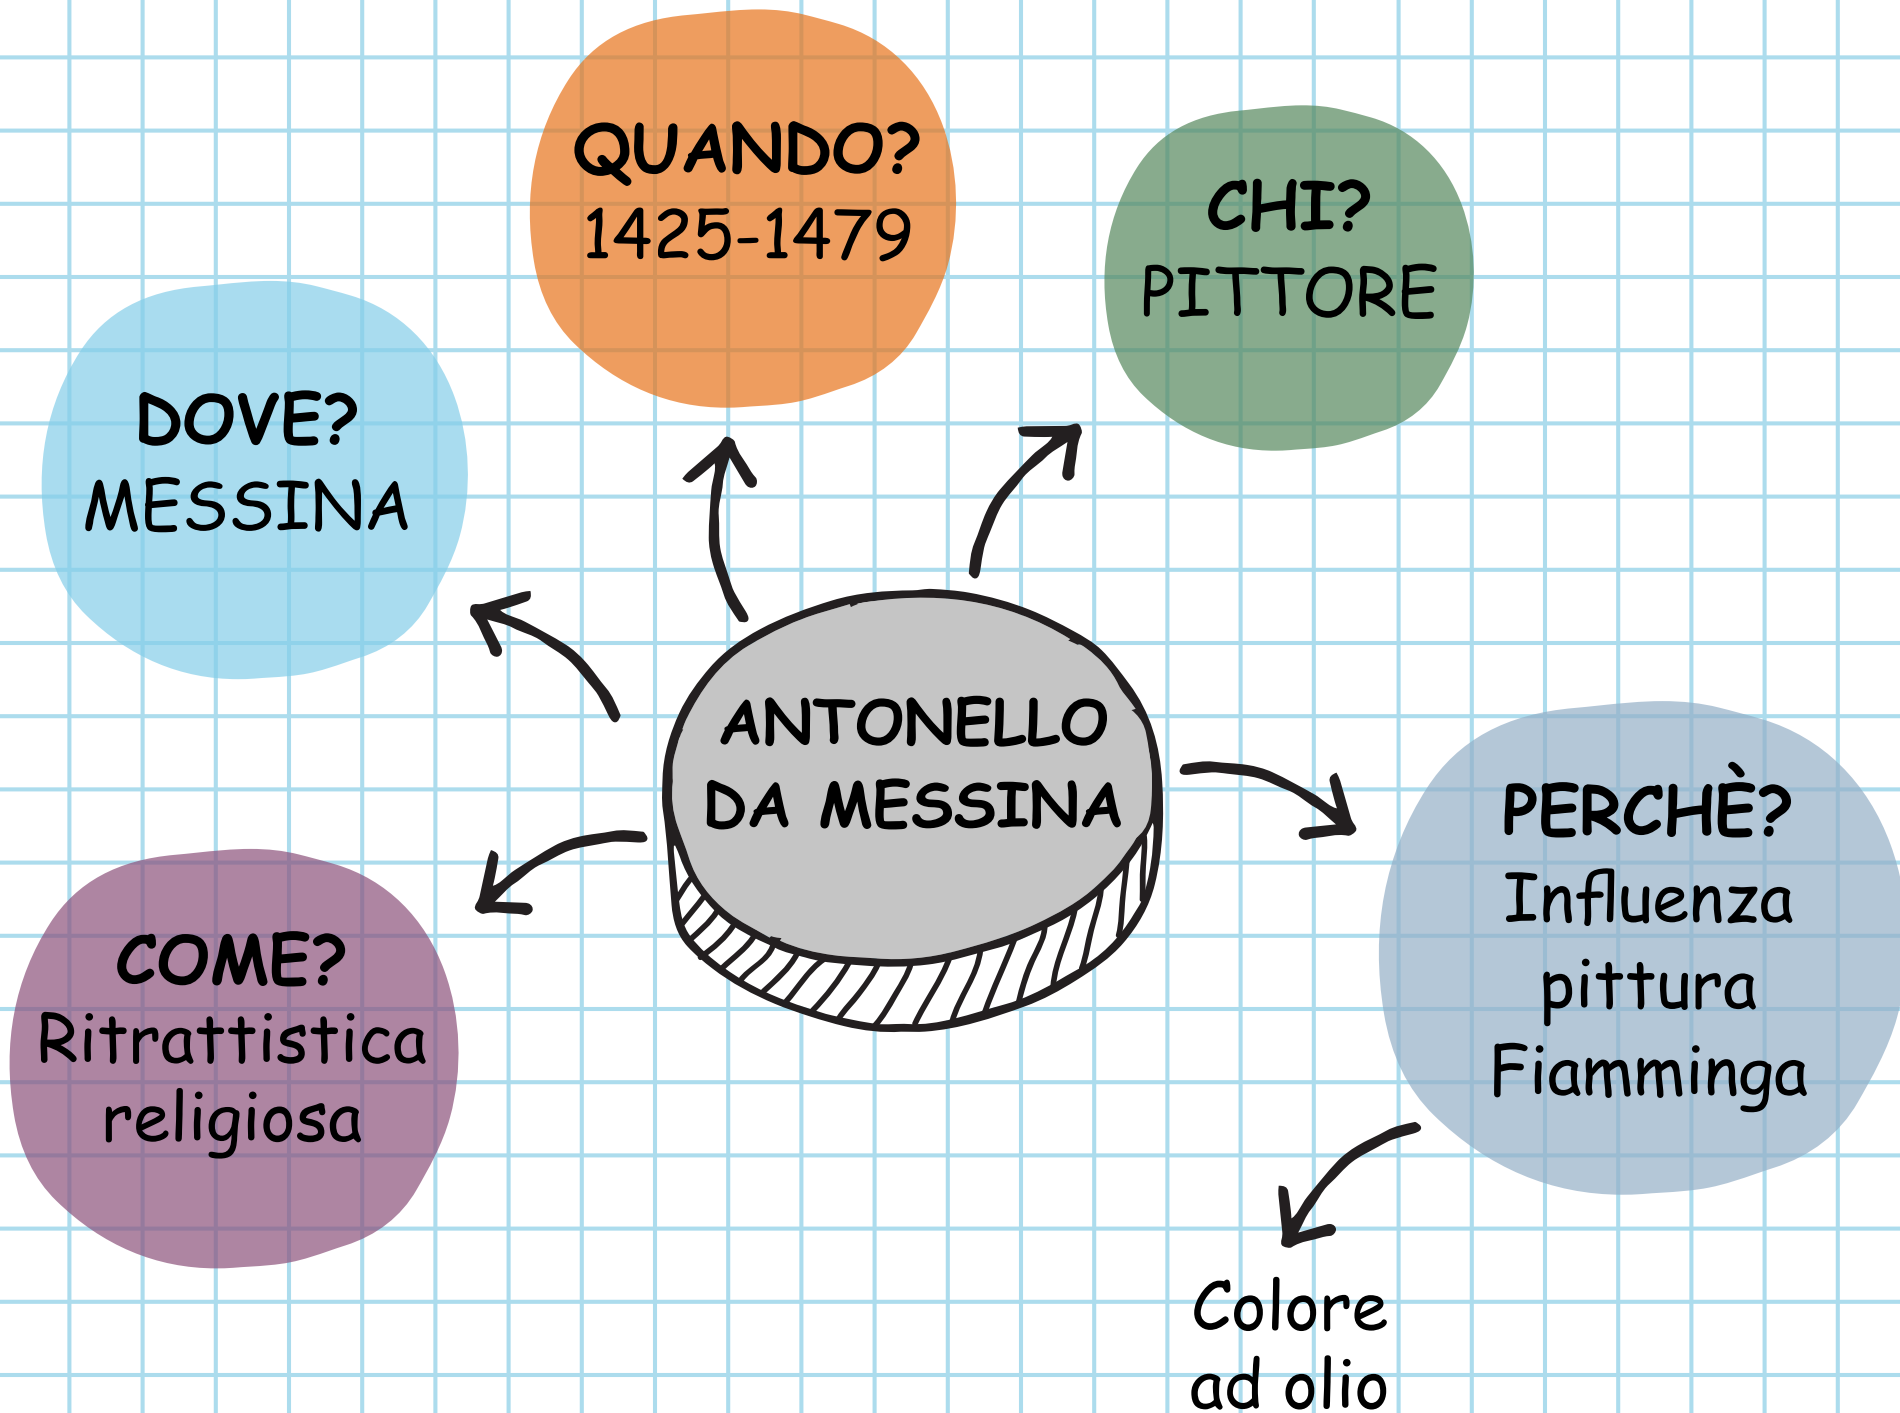 QUANDO?
1425-1479
CHI?
PITTORE
DOVE?
MESSINA
ANTONELLO
DA MESSINA
PERCHÈ?
Influenza
pittura
Fiamminga
COME?
Ritrattistica
religiosa
Colore
ad olio